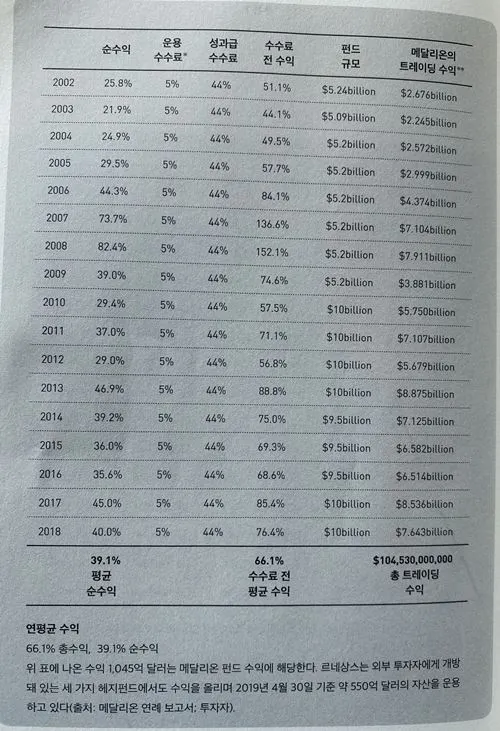 순수익 운용 수수료* 성과급 수수료 수수료 전 수익 펀드 규모 메달리온의 트레이딩 수익**
2002 25.8% 5% 44% 51.1% $5.24billion $2.676billion
2003 21.9% 5% 44% 44.1% $5.09billion $2.245billion
2004 24.9% 5% 44% 49.5% $5.2billion $2.572billion
2005 29.5% 5% 44% 57.7% $5.2billion $2.999billion
2006 44.3% 5% 44% 84.1% $5.2billion $4.374billion
2007 73.7% 5% 44% 136.6% $5.2billion $7.104billion
2008 82.4% 5% 44% 152.1% $5.2billion $7.911billion
2009 39.0% 5% 44% 74.6% $5.2billion $3.881billion
2010 29.4% 5% 44% 57.5% $10billion $5.750billion
2011 37.0% 5% 44% 71.1% $10billion $7.107billion
2012 29.0% 5% 44% 56.8% $10billion $5.679billion
2013 46.9% 5% 44% 88.8% $10billion $8.875billion
2014 39.2% 5% 44% 75.0% $9.5billion $7.125billion
2015 36.0% 5% 44% 69.3% $9.5billion $6.582billion
2016 35.6% 5% 44% 68.6% $9.5billion $6.514billion
2017 45.0% 5% 44% 85.4% $10billion $8.536billion
2018 40.0% 5% 44% 76.4% $10billion $7.643billion
39.1% 66.1% $104,530,000,000
평균 수수료 전 총 트레이딩
순수익 평균 수익 수익
연평균 수익
66.1% 총수익, 39.1% 순수익
위 표에 나온 수익 1,045억 달러는 메달리온 펀드 수익에 해당한다. 르네상스는 외부 투자자에게 개방
돼 있는 세 가지 헤지펀드에서도 수익을 올리며 2019년 4월 30일 기준 약 550억 달러의 자산을 운용
하고 있다(출처: 메달리온 연례 보고서; 투자자).